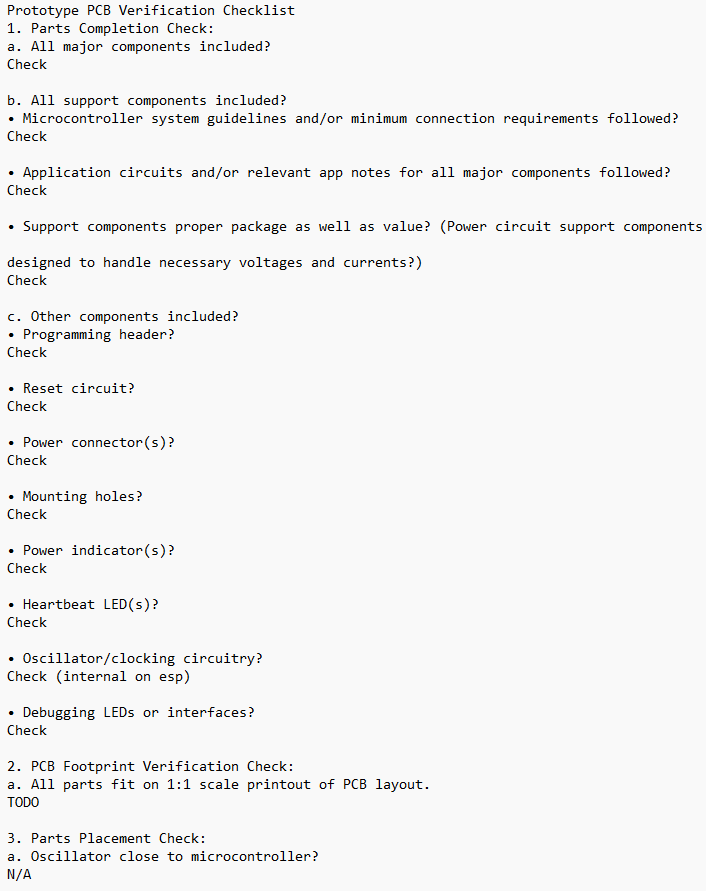 Prototype PCB Verification Checklist
1. Parts Completion Check:
a. All major components included?
Check
b. All support components included?
• Microcontroller system guidelines and/or minimum connection requirements followed?
Check
• Application circuits and/or relevant app notes for all major components followed?
Check
• Support components proper package as well as value? (Power circuit support components
designed to handle necessary voltages and currents?)
Check
c. Other components included?
• Programming header?
Check
• Reset circuit?
Check
• Power connector(s)?
Check
• Mounting holes?
Check
• Power indicator(s)?
Check
• Heartbeat LED(s)?
Check
• Oscillator/clocking circuitry?
Check (internal on esp)
• Debugging LEDs or interfaces?
Check
2. PCB Footprint Verification Check:
a. All parts fit on 1:1 scale printout of PCB layout.
TODO
3. Parts Placement Check:
a. Oscillator close to microcontroller?
N/A